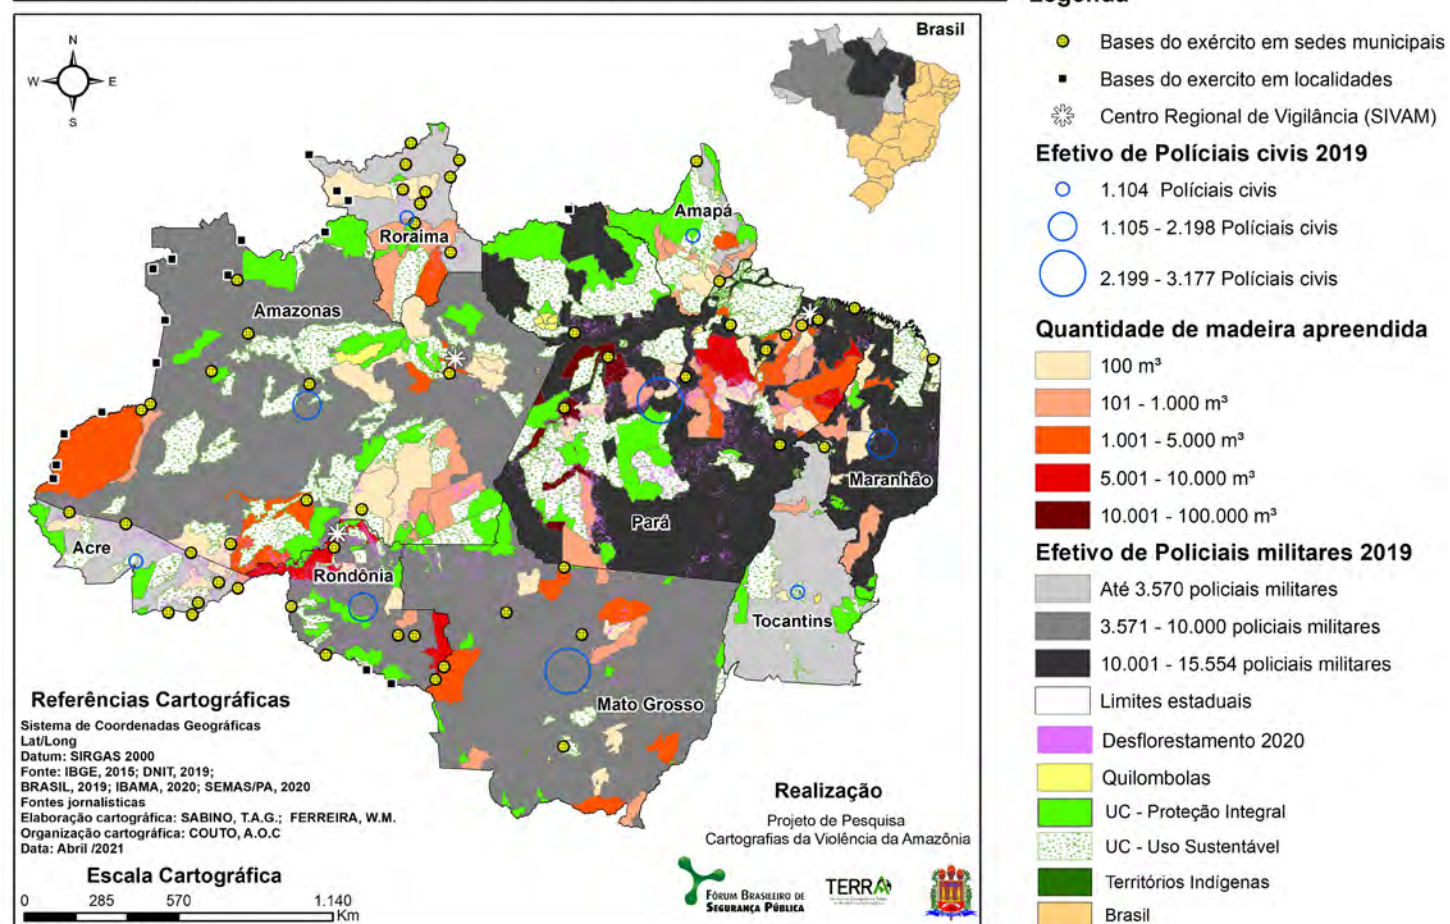 Legenda
Brasil
N
W
E
S
Amapá
Roraima
Amazonas
Maranhão
Pará
Acre
Rondônia
Tocantins
Mato Grosso
Referências Cartográficas
Sistema de Coordenadas Geográficas
Lat/Long
Datum: SIRGAS 2000
Fonte: IBGE, 2015; DNIT, 2019;
BRASIL, 2019; IBAMA, 2020; SEMAS/PA, 2020
Fontes jornalísticas
Elaboração cartográfica: SABINO, T.A.G.; FERREIRA, W.M.
Organização cartográfica: COUTO, A.O.C
Data: Abril /2021
Escala Cartográfica
0 285 570 1.140
Km
Realização
Projeto de Pesquisa
Cartografias da Violência da Amazônia
FÓRUM BRASILEIRO DE
SEGURANÇA PÚBLICA
TERRA
Bases do exército em sedes municipais
Bases do exercito em localidades
Centro Regional de Vigilância (SIVAM)
Efetivo de Políciais civis 2019
1.104 Políciais civis
1.105 - 2.198 Políciais civis
2.199 - 3.177 Políciais civis
Quantidade de madeira apreendida
100 m³
101 - 1.000 m³
1.001 - 5.000 m³
5.001 - 10.000 m³
10.001 - 100.000 m³
Efetivo de Policiais militares 2019
Até 3.570 policiais militares
3.571 - 10.000 policiais militares
10.001 - 15.554 policiais militares
Limites estaduais
Desflorestamento 2020
Quilombolas
UC - Proteção Integral
UC - Uso Sustentável
Territórios Indígenas
Brasil